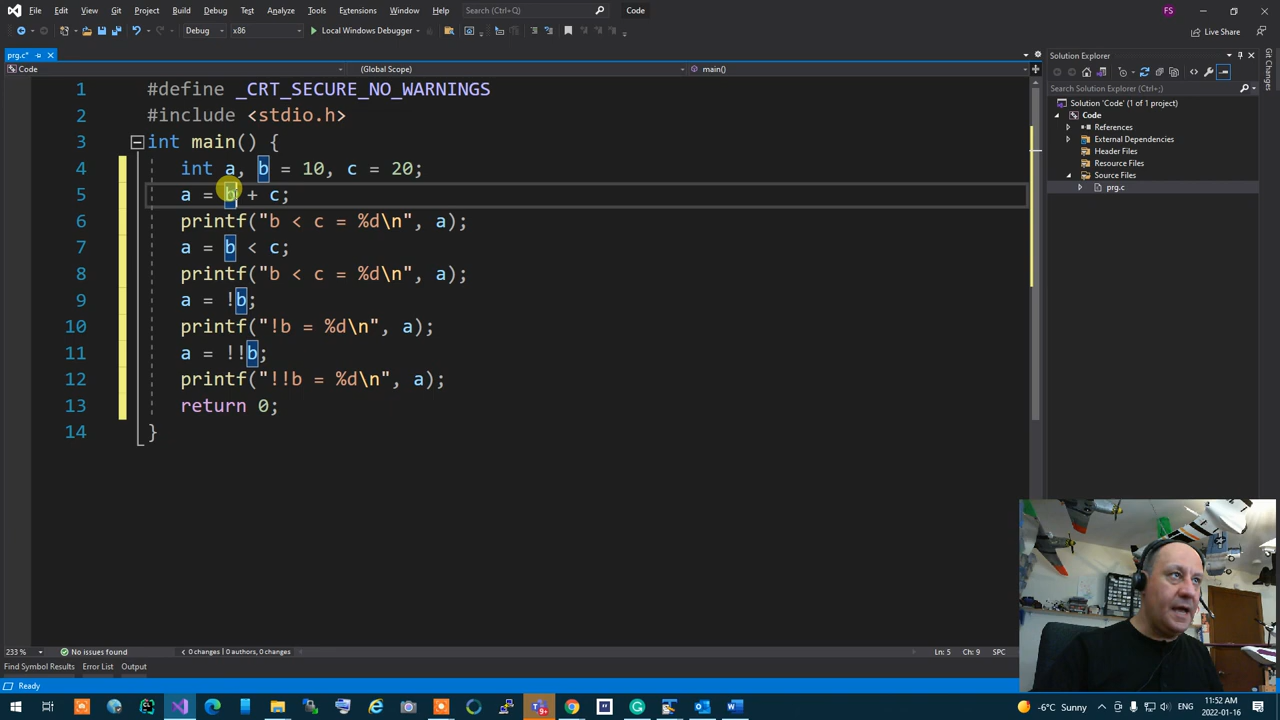 File Edit View Git Project Build Debug Test Analyze Tools Extensions Window Help Search (Ctrl+Q) Code FS
Debug x86 Local Windows Debugger Live Share
prg.c* Solution Explorer
Code (Global Scope) main()
Search Solution Explorer (Ctrl+;)
Solution 'Code' (1 of 1 project)
Code
References
External Dependencies
Header Files
Resource Files
Source Files
prg.c
Git Changes
1 #define _CRT_SECURE_NO_WARNINGS
2 #include <stdio.h>
3 int main() {
4 int a, b = 10, c = 20;
5 a = b + c;
6 printf("b < c = %d\n", a);
7 a = b < c;
8 printf("b < c = %d\n", a);
9 a = !b;
10 printf("!b = %d\n", a);
11 a = !!b;
12 printf("!!b = %d\n", a);
13 return 0;
14 }
233 % No issues found 0 changes | 0 authors, 0 changes Ln: 5 Ch: 9 SPC
Find Symbol Results Error List Output
Ready
-6°C Sunny 11:52 AM
2022-01-16